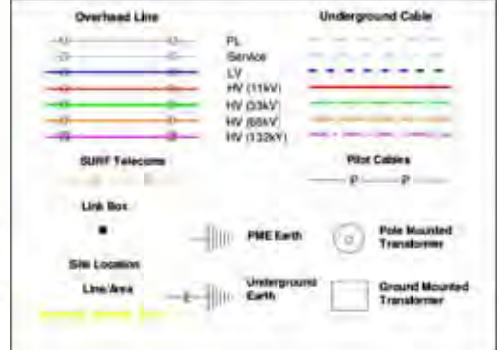 Overhead Line
Underground Cable
PL
Service
LV
HV (11kV)
HV (33kV)
HV (66kV)
HV (132kV)
SURF Telecoms
Pilot Cables
P P
Link Box
PME Earth
Pole Mounted
Transformer
Site Location
Line/Area
E
Underground
Earth
Ground Mounted
Transformer